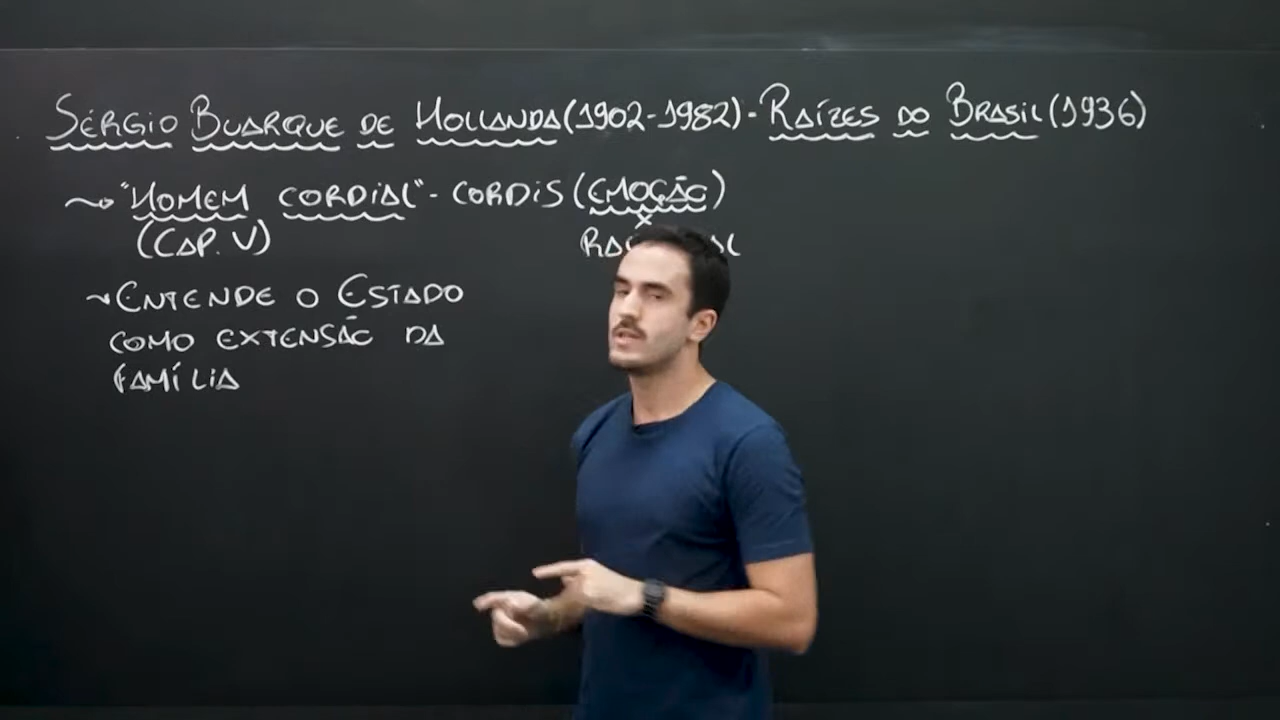 SÉRGIO BUARQUE DE HOLLANDA (1902-1982) - RAÍZES DO BRASIL (1936)
~> "HOMEM CORDIAL" - CORDIS (EMOÇÃO)
x
(CAP. V)
~ ENTENDE O ESTADO
COMO EXTENSÃO DA
FAMÍLIA